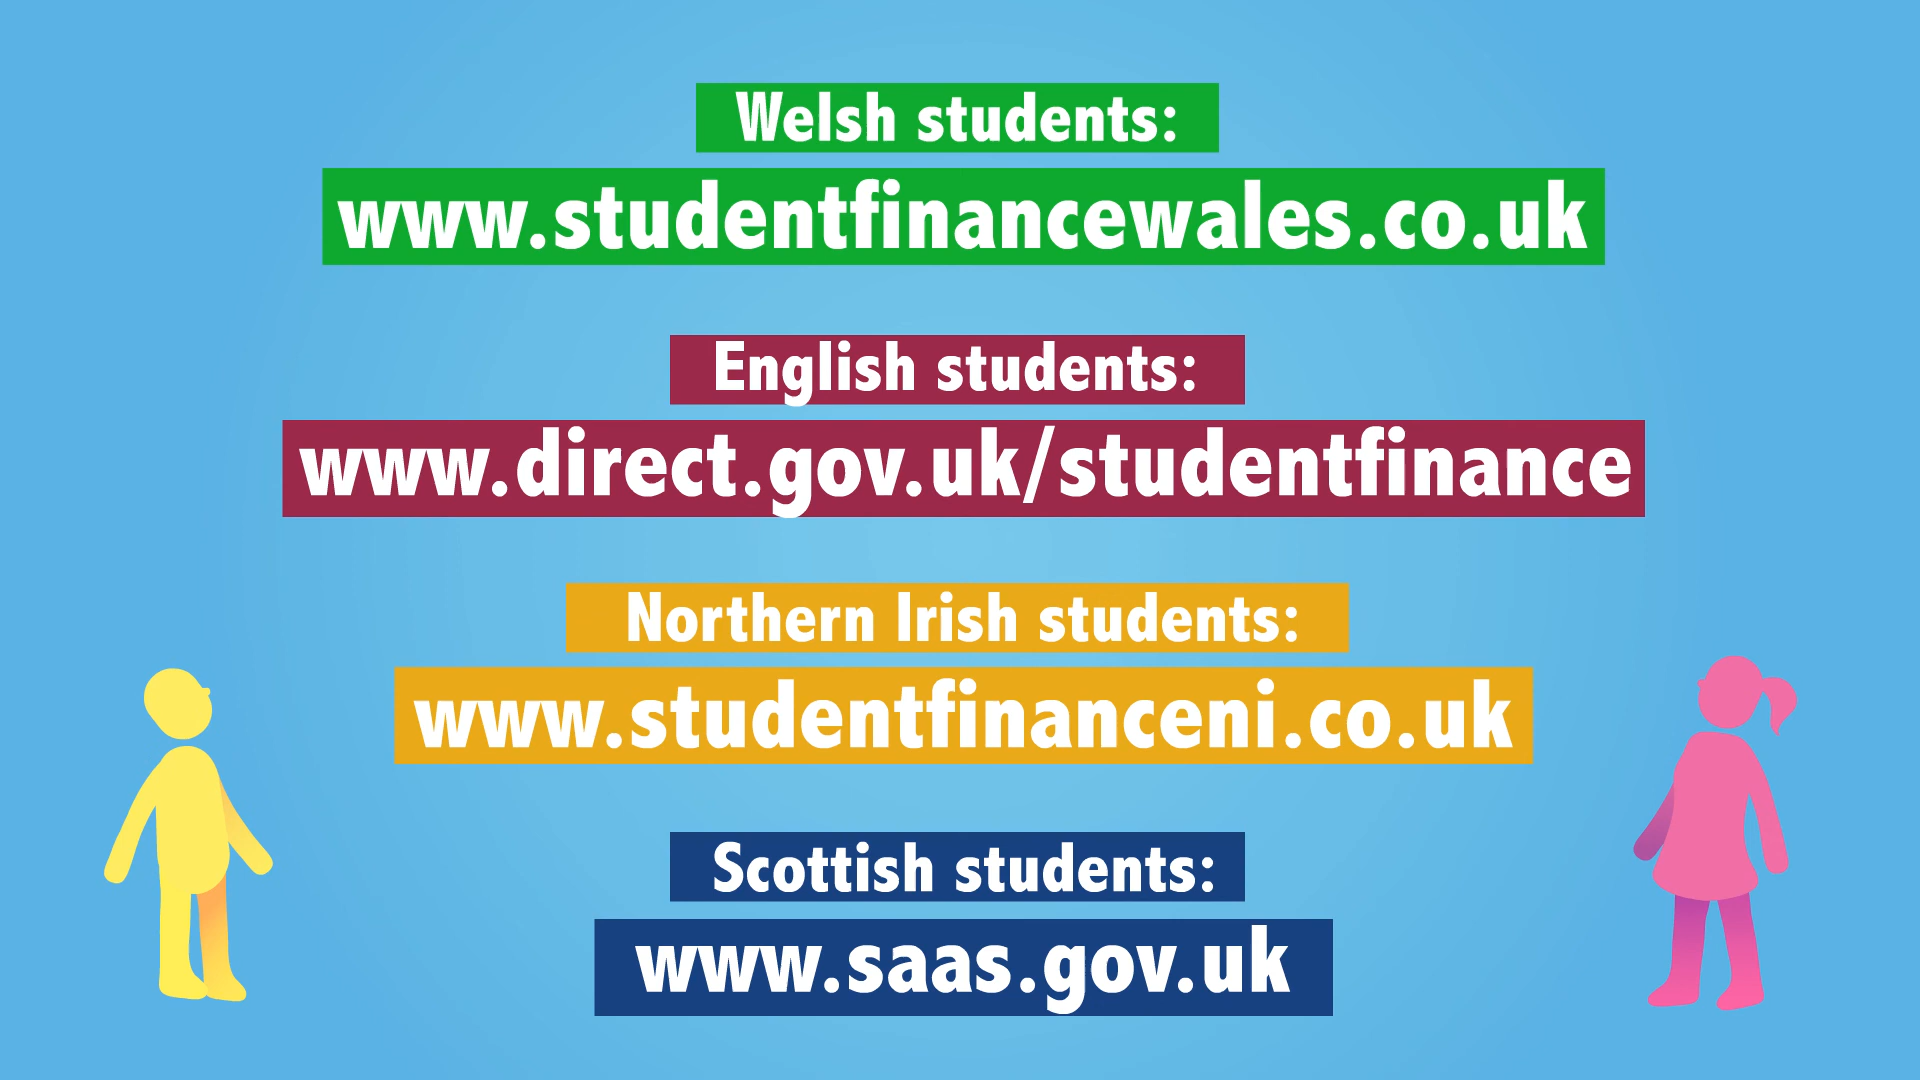 Welsh students:
www.studentfinancewales.co.uk
English students:
www.direct.gov.uk/studentfinance
Northern Irish students:
www.studentfinanceni.co.uk
Scottish students:
www.saas.gov.uk